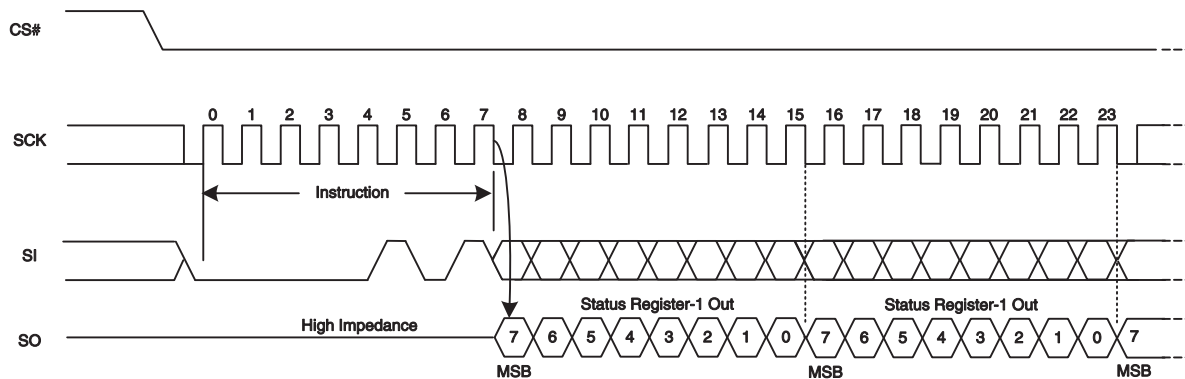 CS#
0 1 2 3 4 5 6 7 8 9 10 11 12 13 14 15 16 17 18 19 20 21 22 23
SCK
Instruction
SI
Status Register-1 Out Status Register-1 Out
High Impedance
SO 7 6 5 4 3 2 1 0 7 6 5 4 3 2 1 0 7
MSB MSB MSB